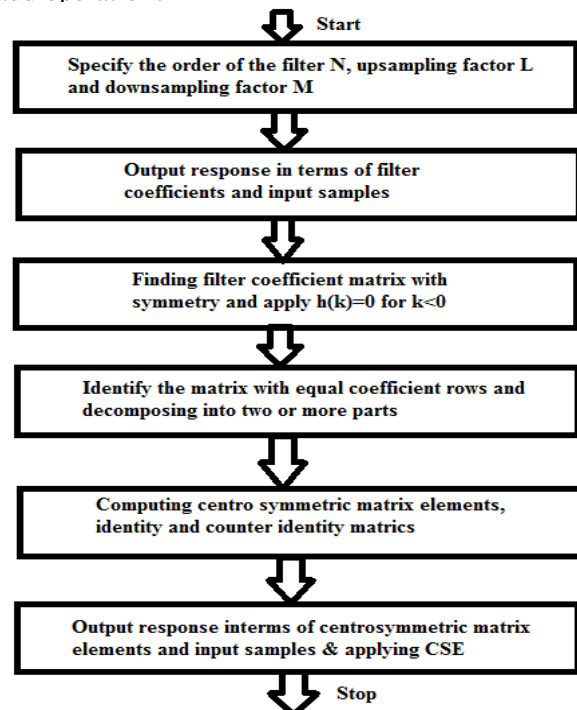 Start
Specify the order of the filter N, upsampling factor L
and downsampling factor M
Output response in terms of filter
coefficients and input samples
Finding filter coefficient matrix with
symmetry and apply h(k)=0 for k<0
Identify the matrix with equal coefficient rows and
decomposing into two or more parts
Computing centro symmetric matrix elements,
identity and counter identity matrics
Output response interms of centrosymmetric matrix
elements and input samples & applying CSE
Stop